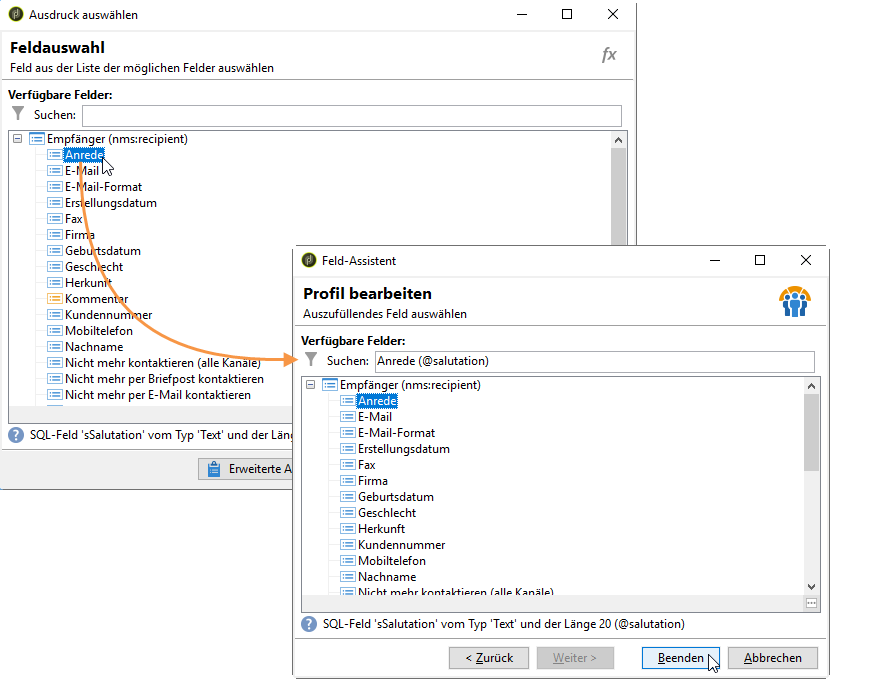 Ausdruck auswählen
Feldauswahl
Feld aus der Liste der möglichen Felder auswählen
fx
Verfügbare Felder:
Suchen:
Empfänger (nms:recipient)
Anrede
E-Mail
E-Mail-Format
Erstellungsdatum
Fax
Firma
Geburtsdatum
Geschlecht
Herkunft
Kommentar
Kundennummer
Mobiltelefon
Nachname
Nicht mehr kontaktieren (alle Kanäle)
Nicht mehr per Briefpost kontaktieren
Nicht mehr per E-Mail kontaktieren
SQL-Feld 'sSalutation' vom Typ 'Text' und der Läng
Erweiterte A
Feld-Assistent
Profil bearbeiten
Auszufüllendes Feld auswählen
Verfügbare Felder:
Suchen: Anrede (@salutation)
Empfänger (nms:recipient)
Anrede
E-Mail
E-Mail-Format
Erstellungsdatum
Fax
Firma
Geburtsdatum
Geschlecht
Herkunft
Kundennummer
Mobiltelefon
Nachname
Nicht mehr kontaktieren (alle Kanäle)
SQL-Feld 'sSalutation' vom Typ 'Text' und der Länge 20 (@salutation)
< Zurück Weiter > Beenden Abbrechen